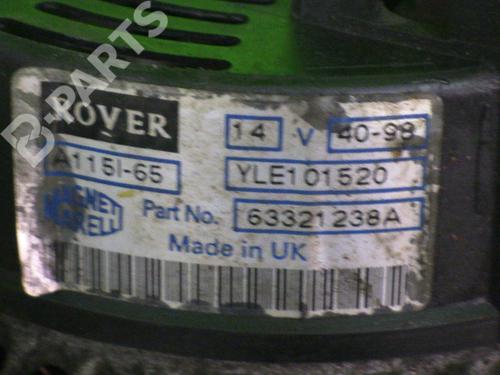 B-PARTS
ROVER 14 V 40-98
A115I-65 YLE101520
MAGNETI MARELLI Part No. 63321238A
Made in UK